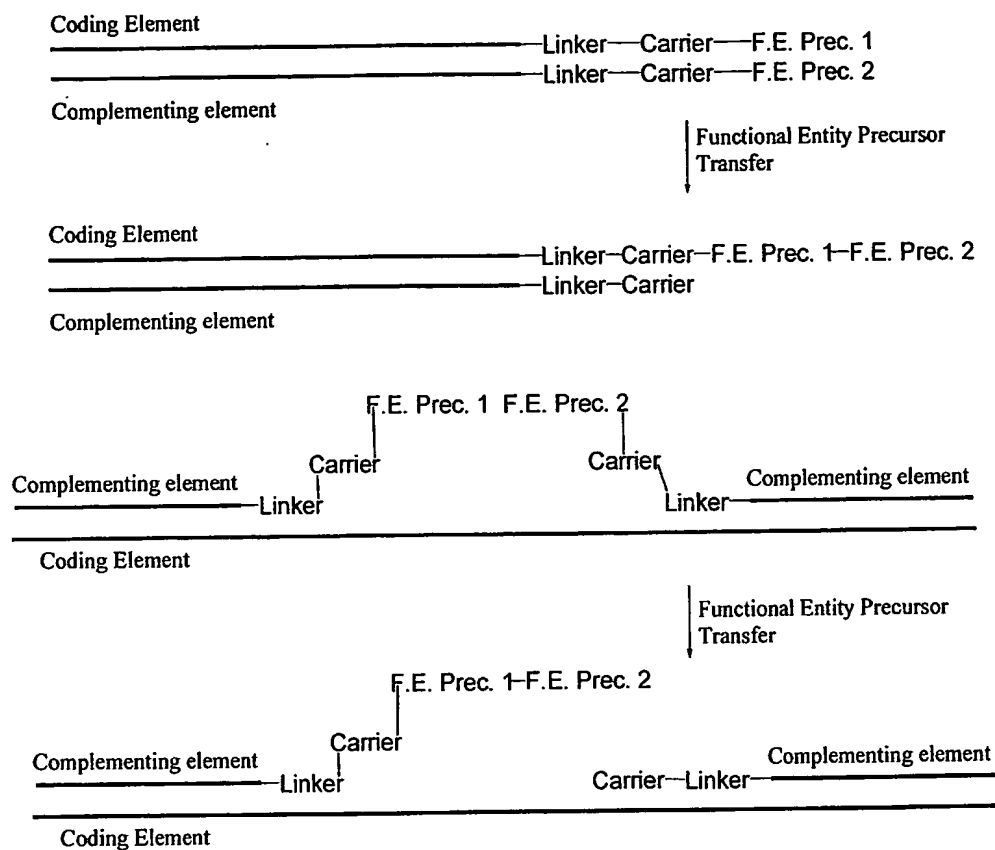 Coding Element
Linker—Carrier—F.E. Prec. 1
Linker—Carrier—F.E. Prec. 2
Complementing element
Functional Entity Precursor
Transfer
Coding Element
Linker—Carrier—F.E. Prec. 1—F.E. Prec. 2
Linker—Carrier
Complementing element
F.E. Prec. 1 F.E. Prec. 2
Carrier Carrier
Complementing element Complementing element
Linker Linker
Coding Element
Functional Entity Precursor
Transfer
F.E. Prec. 1—F.E. Prec. 2
Carrier
Complementing element Complementing element
Linker Carrier—Linker
Coding Element